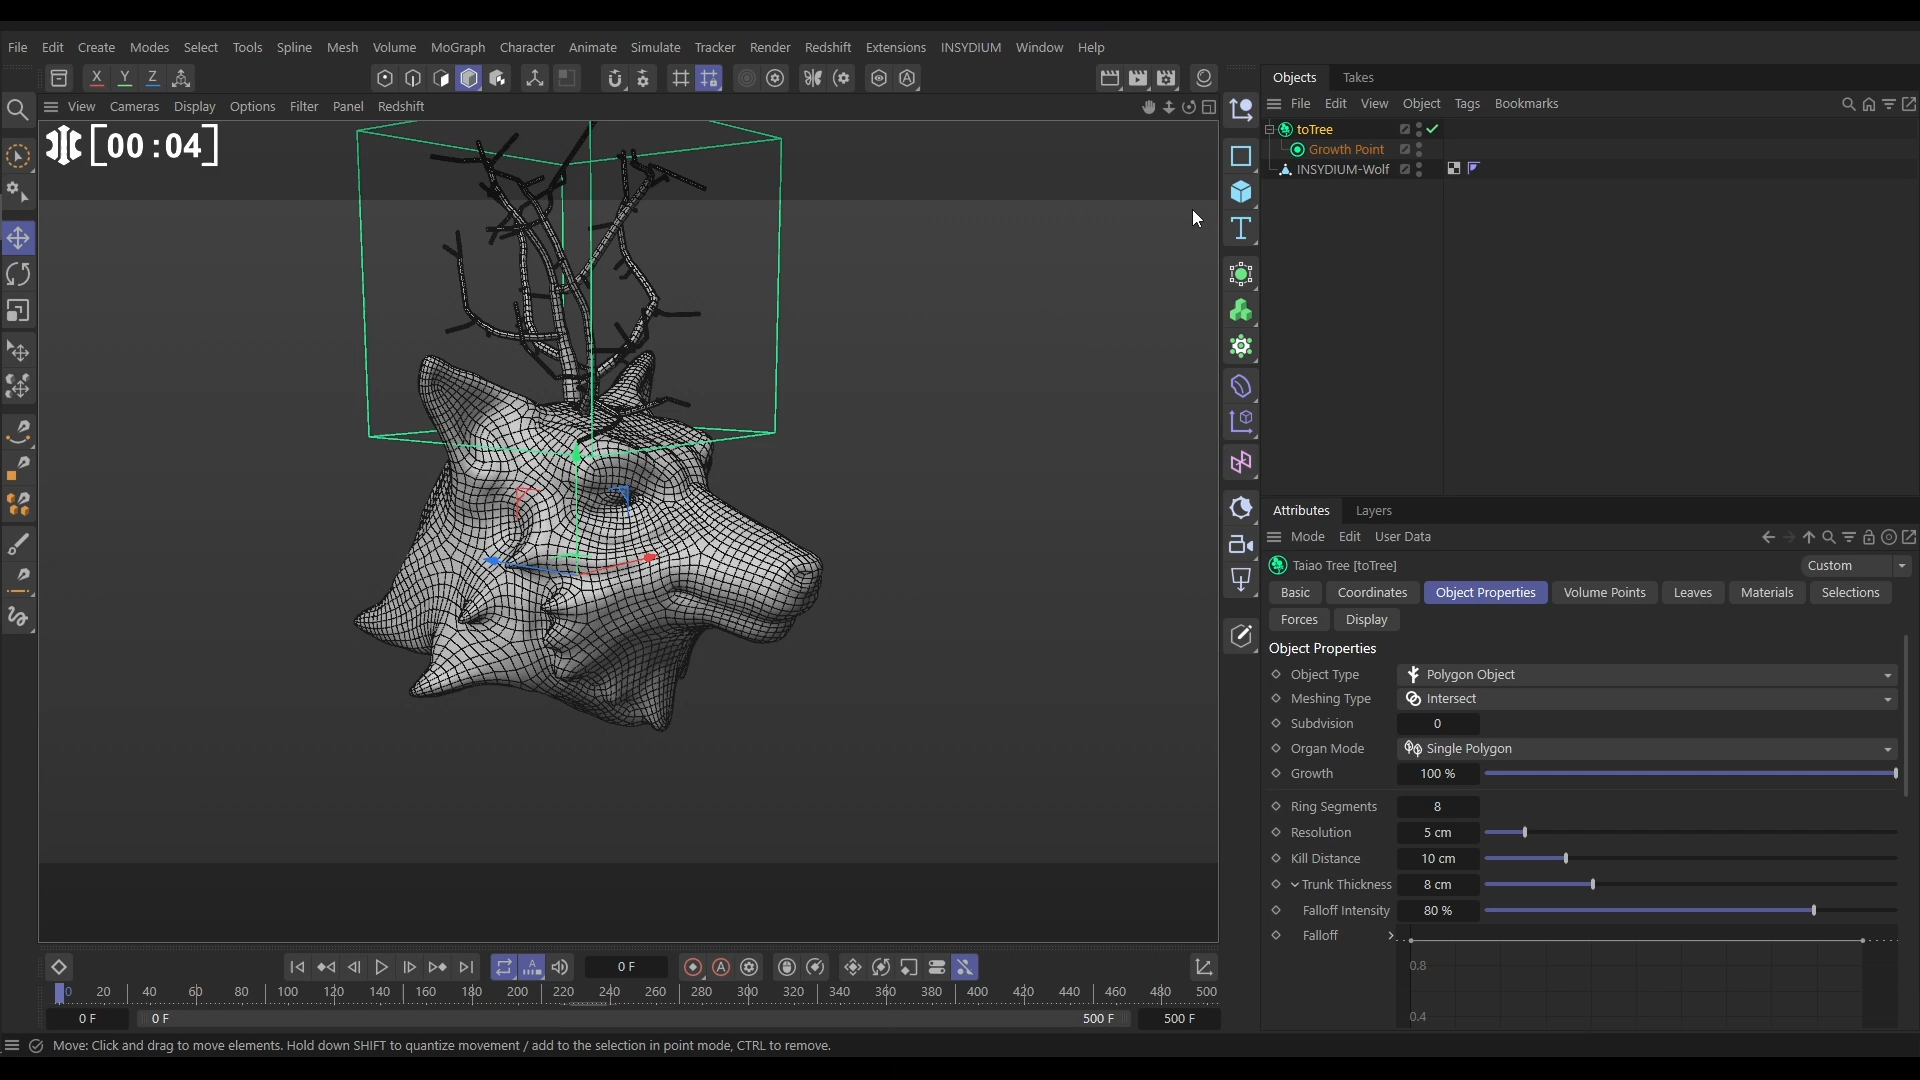 File Edit Create Modes Select Tools Spline Mesh Volume MoGraph Character Animate Simulate Tracker Render Redshift Extensions INSYDIUM Window Help
X Y Z
View Cameras Display Options Filter Panel Redshift
[00:04]
Objects Takes
File Edit View Object Tags Bookmarks
toTree
Growth Point
INSYDIUM-Wolf
Attributes Layers
Mode Edit User Data
Taiao Tree [toTree] Custom
Basic Coordinates Object Properties Volume Points Leaves Materials Selections
Forces Display
Object Properties
Object Type Polygon Object
Meshing Type Intersect
Subdvision 0
Organ Mode Single Polygon
Growth 100 %
Ring Segments 8
Resolution 5 cm
Kill Distance 10 cm
Trunk Thickness 8 cm
Falloff Intensity 80 %
Falloff
0.8
0.4
0 F
0 20 40 60 80 100 120 140 160 180 200 220 240 260 280 300 320 340 360 380 400 420 440 460 480 500
0 F 0 F 500 F 500 F
Move: Click and drag to move elements. Hold down SHIFT to quantize movement / add to the selection in point mode, CTRL to remove.